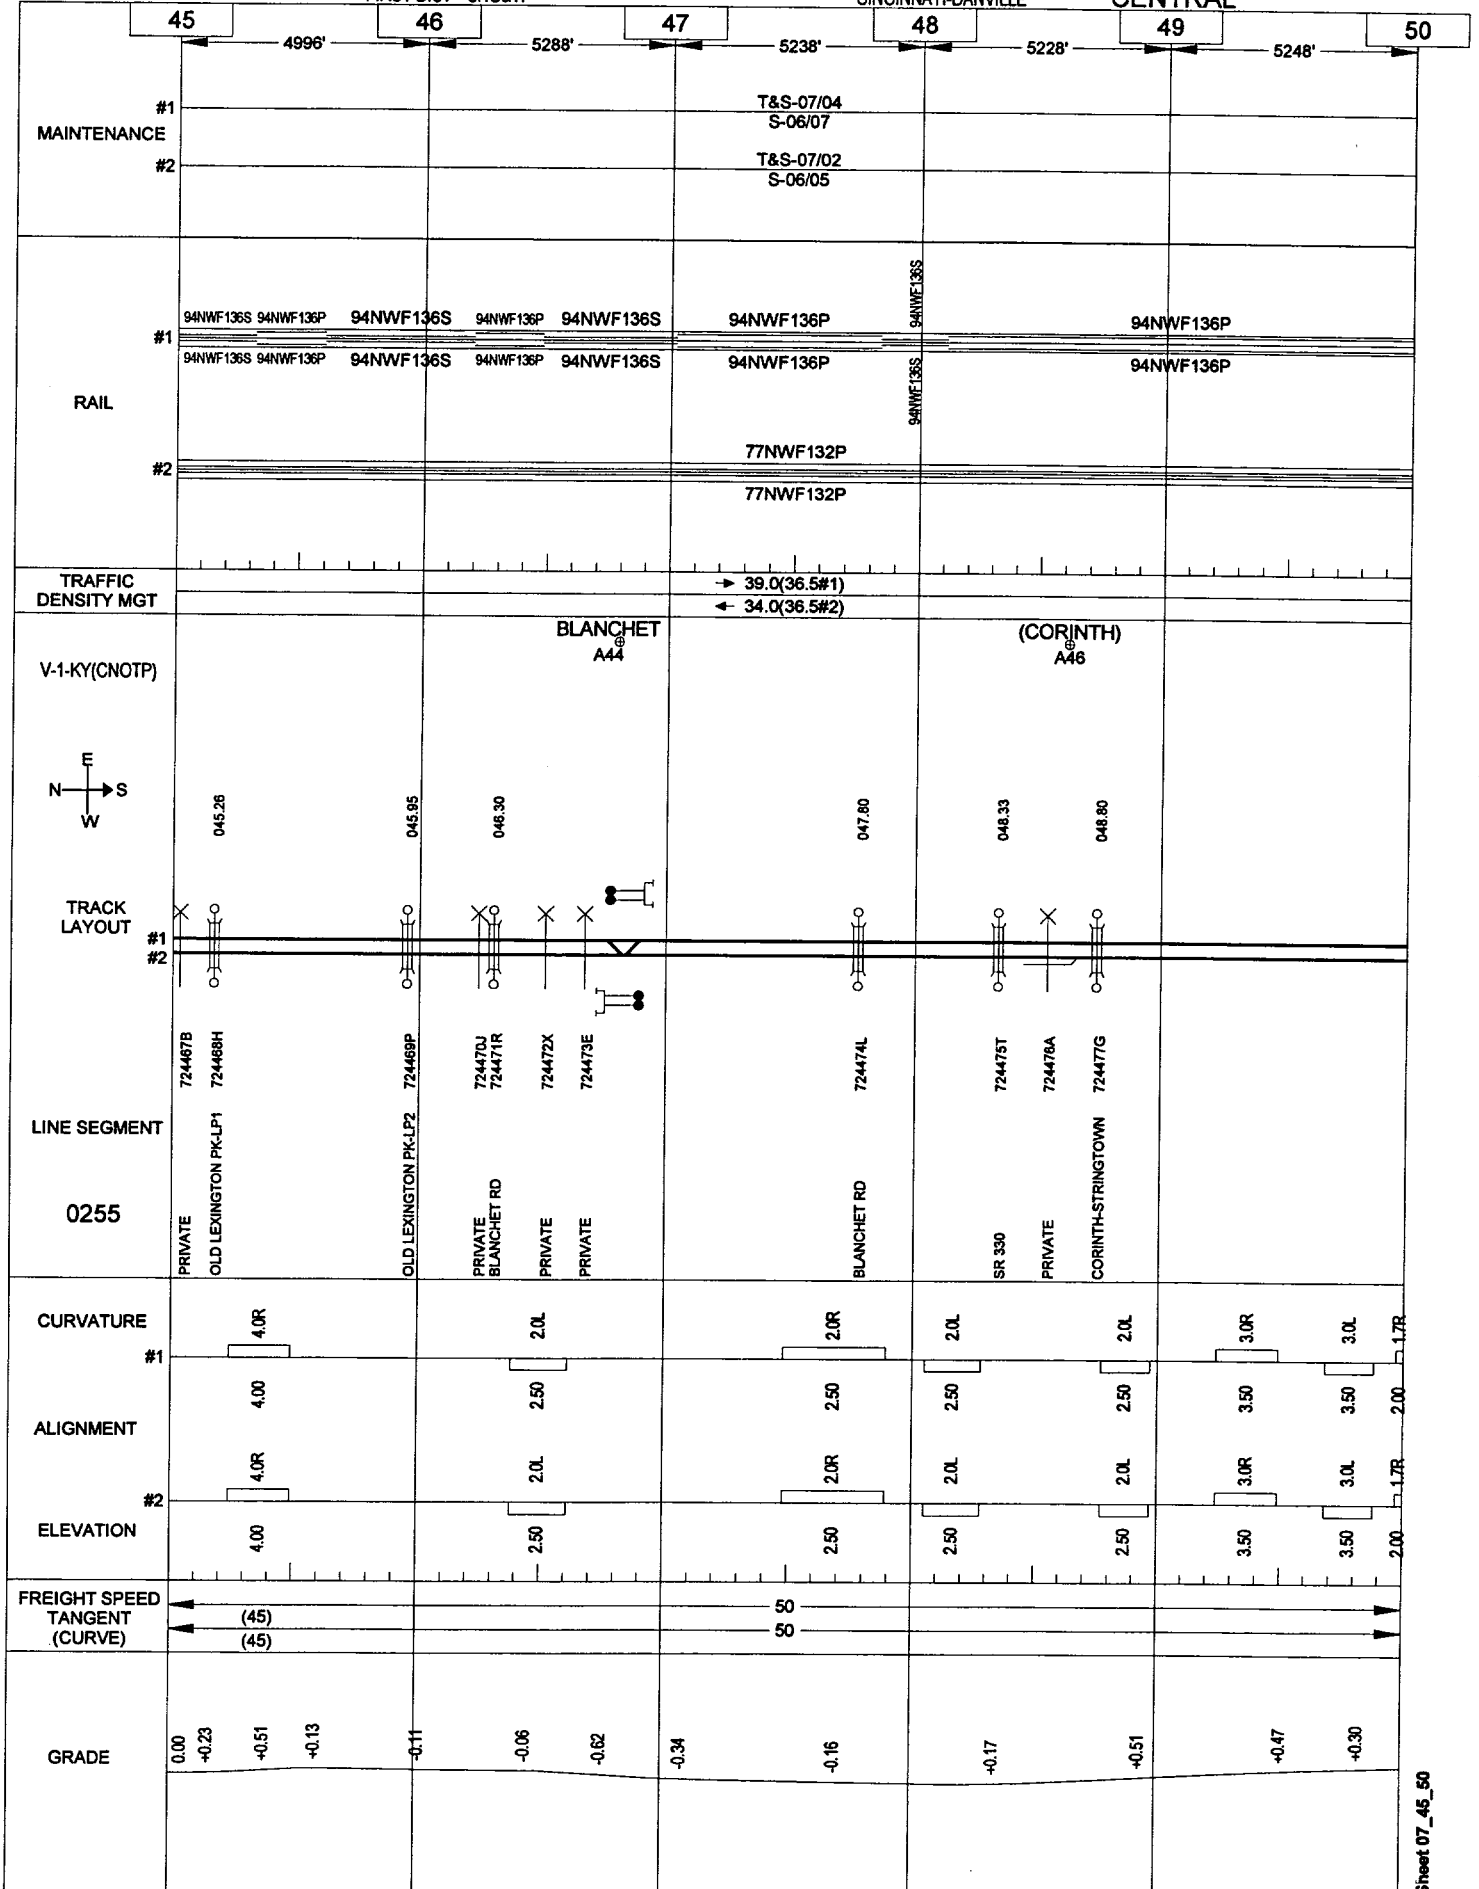 CINCINNATI-DANVILLE CENTRAL
45 46 47 48 49 50
4996' 5288' 5238' 5228' 5248'
MAINTENANCE
#1
T&S-07/04
S-06/07
#2
T&S-07/02
S-06/05
RAIL
#1
94NWF136S 94NWF136P 94NWF136S 94NWF136P 94NWF136S 94NWF136P 94NWF136S 94NWF136P
94NWF136S 94NWF136P 94NWF136S 94NWF136P 94NWF136S 94NWF136P 94NWF136S 94NWF136P
#2
77NWF132P
77NWF132P
TRAFFIC
DENSITY MGT
39.0(36.5#1)
34.0(36.5#2)
V-1-KY(CNOTP)
BLANCHET
A44
(CORINTH)
A46
E
N S
W
045.26 045.95 046.30 047.80 048.33 048.80
TRACK
LAYOUT
#1
#2
724467B 724468H 724469P 724470J 724471R 724472X 724473E 724474L 724475T 724476A 724477G
LINE SEGMENT
0255
PRIVATE
OLD LEXINGTON PK-LP1
OLD LEXINGTON PK-LP2
PRIVATE
BLANCHET RD
PRIVATE
PRIVATE
BLANCHET RD
SR 330
PRIVATE
CORINTH-STRINGTOWN
CURVATURE
#1
4.0R 2.0L 2.0R 2.0L 2.0L 3.0R 3.0L 1.7R
4.00 2.50 2.50 2.50 2.50 3.50 3.50 2.00
ALIGNMENT
#2
4.0R 2.0L 2.0R 2.0L 2.0L 3.0R 3.0L 1.7R
ELEVATION
4.00 2.50 2.50 2.50 2.50 3.50 3.50 2.00
FREIGHT SPEED
TANGENT
(CURVE)
50
(45)
50
(45)
GRADE
0.00 +0.23 +0.51 +0.13 -0.11 -0.06 -0.62 -0.34 -0.16 +0.17 +0.51 +0.47 +0.30
Sheet 07_45_50